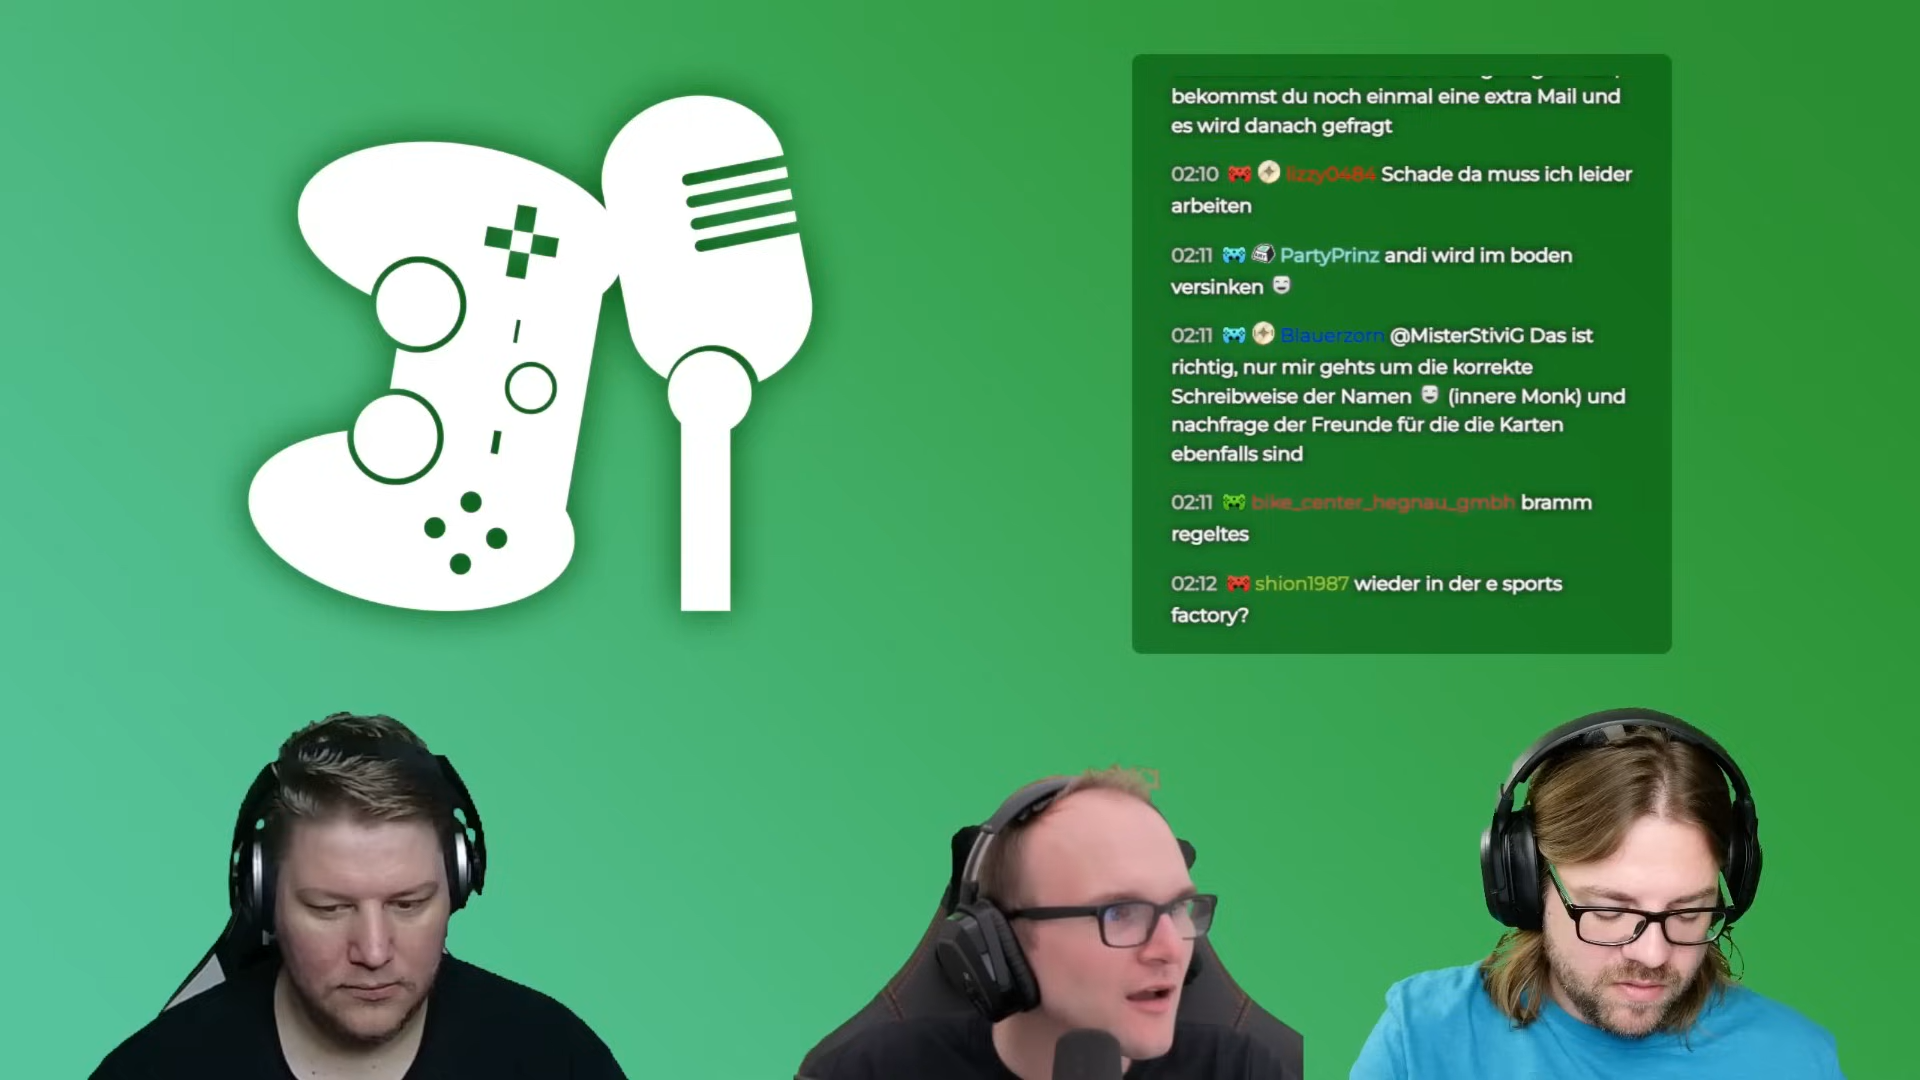 bekommst du noch einmal eine extra Mail und
es wird danach gefragt
02:10 lizzy0484 Schade da muss ich leider
arbeiten
02:11 PartyPrinz andi wird im boden
versinken
02:11 Blauerzorn @MisterStiviG Das ist
richtig, nur mir gehts um die korrekte
Schreibweise der Namen (innere Monk) und
nachfrage der Freunde für die die Karten
ebenfalls sind
02:11 bike_center_hegnau_gmbh bramm
regeltes
02:12 shion1987 wieder in der e sports
factory?